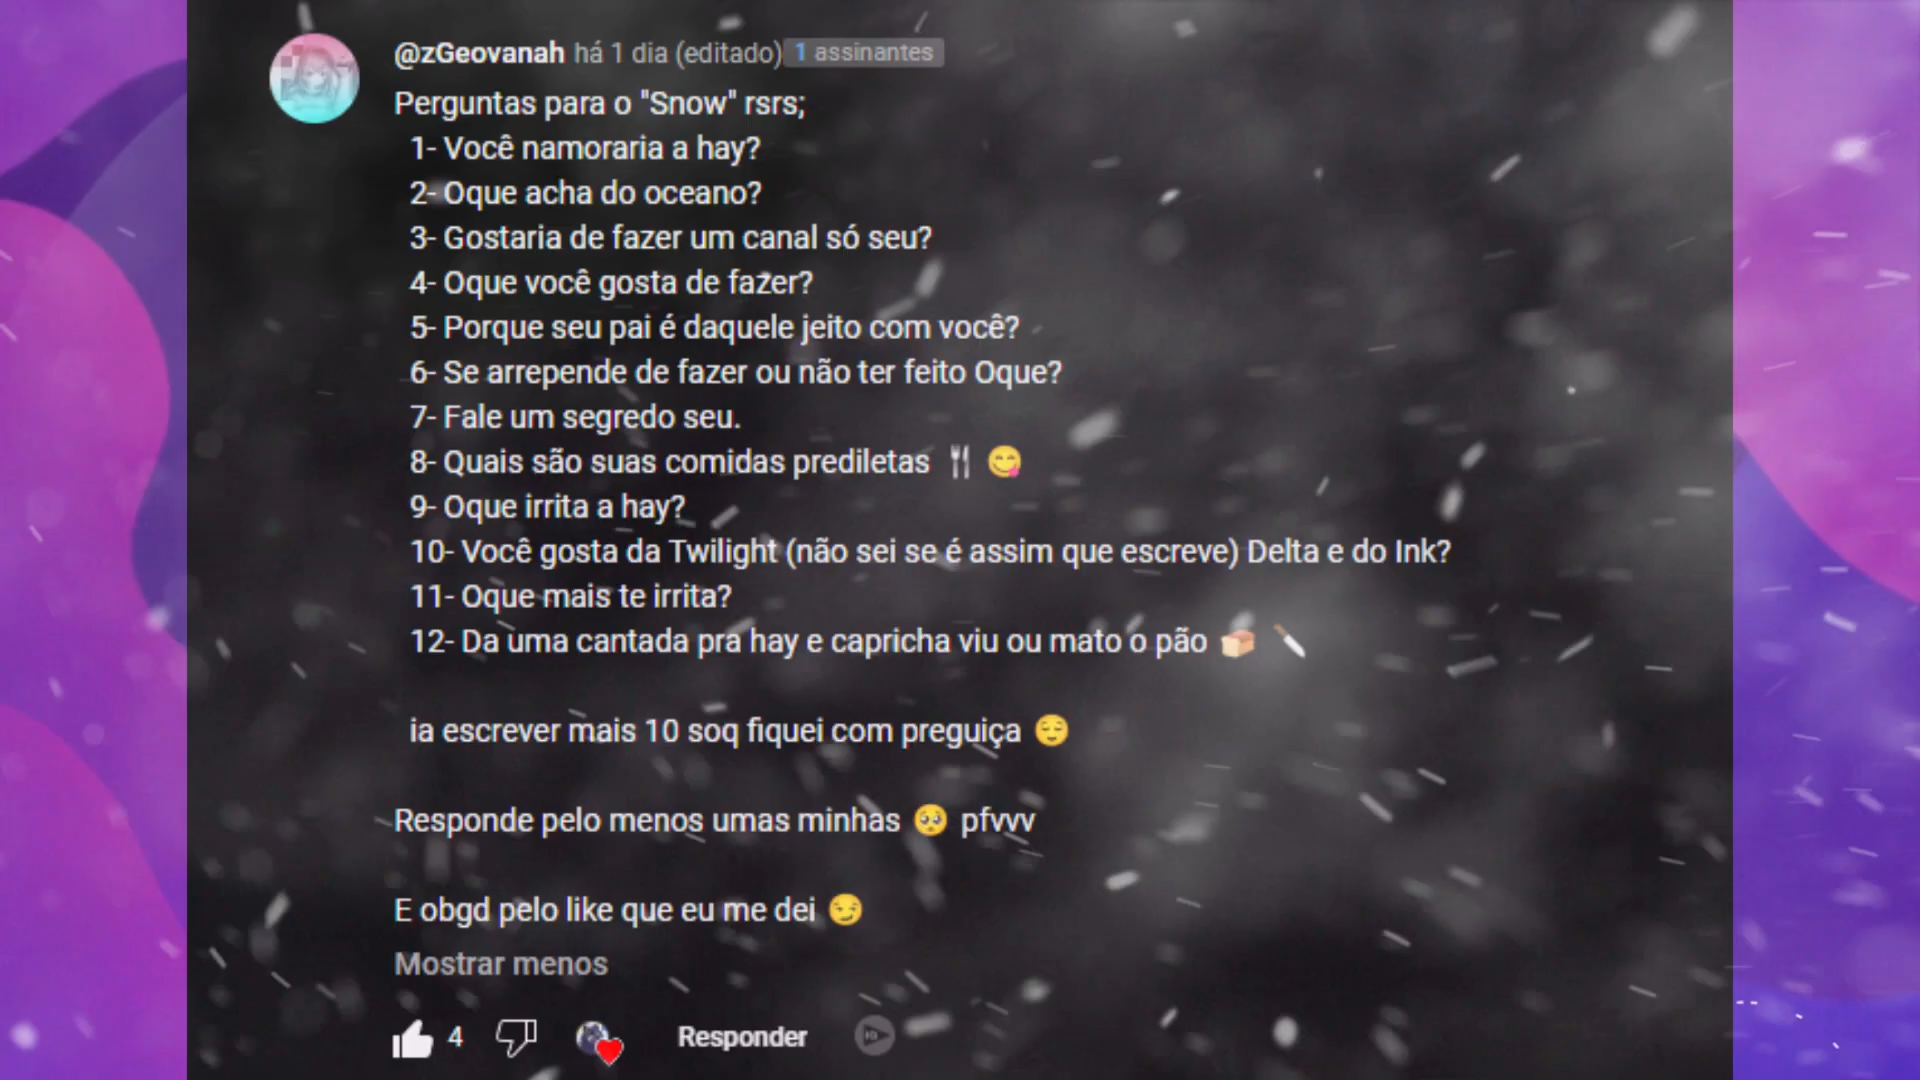 @zGeovanah há 1 dia (editado) 1 assinantes
Perguntas para o "Snow" rsrs;
1- Você namoraria a hay?
2- Oque acha do oceano?
3- Gostaria de fazer um canal só seu?
4- Oque você gosta de fazer?
5- Porque seu pai é daquele jeito com você?
6- Se arrepende de fazer ou não ter feito Oque?
7- Fale um segredo seu.
8- Quais são suas comidas prediletas 🍴 😋
9- Oque irrita a hay?
10- Você gosta da Twilight (não sei se é assim que escreve) Delta e do Ink?
11- Oque mais te irrita?
12- Da uma cantada pra hay e capricha viu ou mato o pão 🍞 🔪
ia escrever mais 10 soq fiquei com preguiça 😌
Responde pelo menos umas minhas 🥺 pfvvv
E obgd pelo like que eu me dei 😏
Mostrar menos
4 Responder